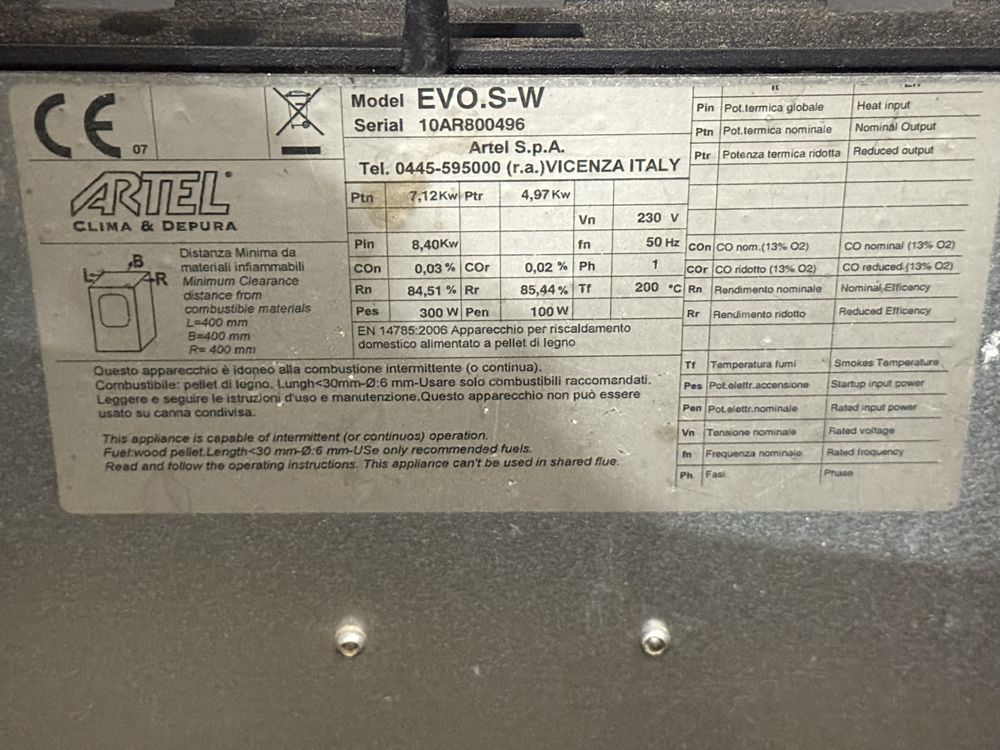 CE 07
Model EVO.S-W
Serial 10AR800496
Artel S.p.A.
Tel. 0445-595000 (r.a.)VICENZA ITALY
ARTEL
CLIMA & DEPURA
Distanza Minima da
materiali infiammabili
Minimum Clearance
distance from
combustible materials
L=400 mm
B=400 mm
R= 400 mm
L B R
Ptn 7,12Kw Ptr 4,97Kw
Vn 230 V
Pin 8,40Kw fn 50 Hz
COn 0,03 % COr 0,02 % Ph 1
Rn 84,51 % Rr 85,44 % Tf 200 °C
Pes 300 W Pen 100 W
EN 14785:2006 Apparecchio per riscaldamento
domestico alimentato a pellet di legno
Questo apparecchio è idoneo alla combustione intermittente (o continua).
Combustibile: pellet di legno. Lungh<30mm-Ø:6 mm-Usare solo combustibili raccomandati.
Leggere e seguire le istruzioni d'uso e manutenzione.Questo apparecchio non può essere
usato su canna condivisa.
This appliance is capable of intermittent (or continuos) operation.
Fuel:wood pellet.Length<30 mm-Ø:6 mm-USe only recommended fuels.
Read and follow the operating instructions. This appliance can't be used in shared flue.
IT EN
Pin Pot.termica globale Heat input
Ptn Pot.termica nominale Nominal Output
Ptr Potenza termica ridotta Reduced output
COn CO nom.(13% O2) CO nominal (13% O2)
COr CO ridotto (13% O2) CO reduced (13% O2)
Rn Rendimento nominale Nominal Efficency
Rr Rendimento ridotto Reduced Efficency
Tf Temperatura fumi Smokes Temperature
Pes Pot.elettr.accensione Startup input power
Pen Pot.elettr.nominale Rated input power
Vn Tensione nominale Rated voltage
fn Frequenza nominale Rated frequency
Ph Fasi Phase